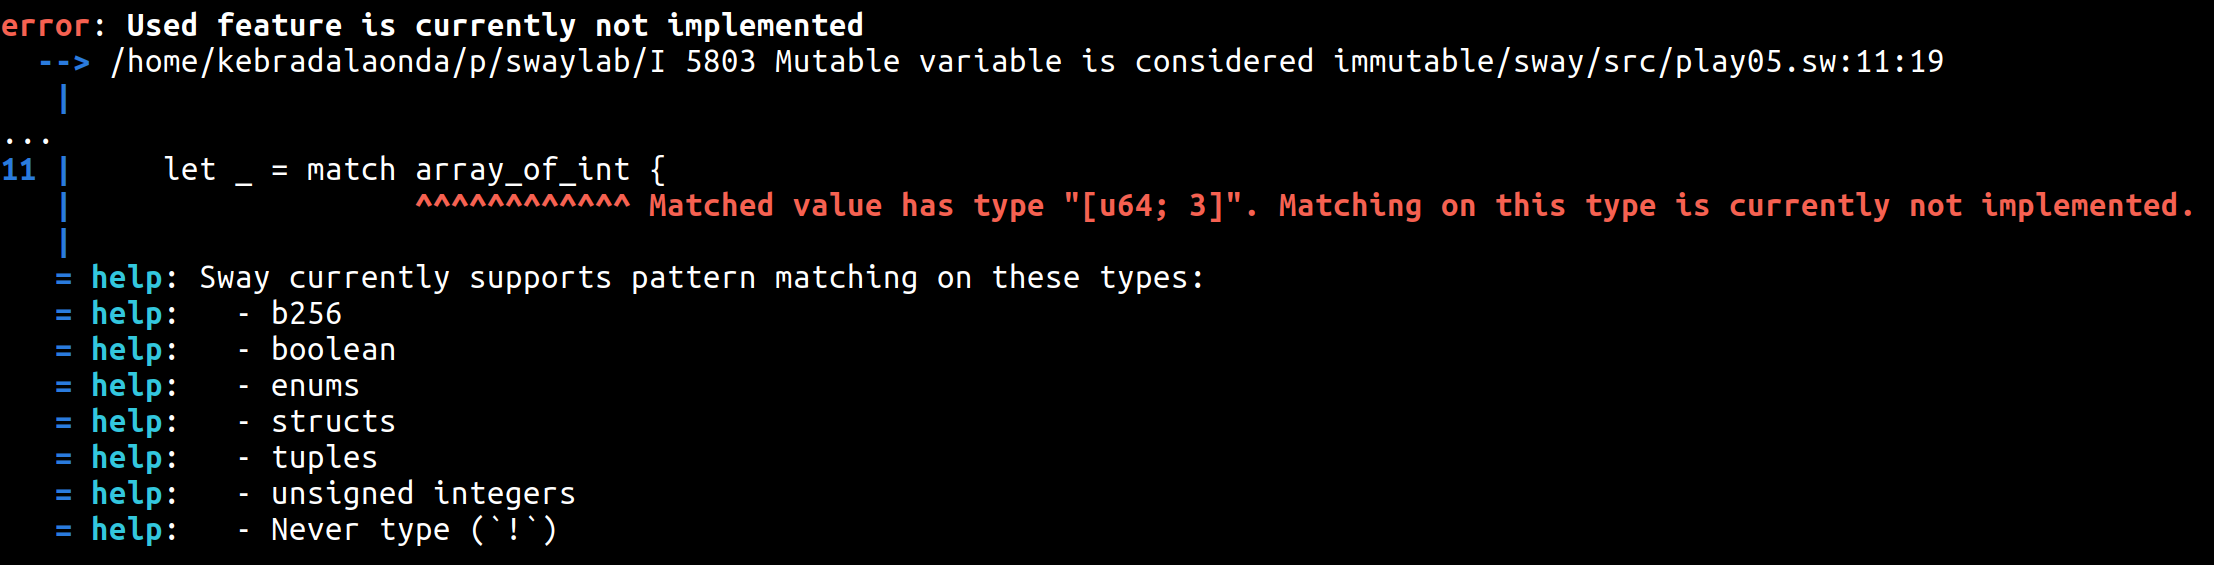 error: Used feature is currently not implemented
  --> /home/kebradalaonda/p/swaylab/I 5803 Mutable variable is considered immutable/sway/src/play05.sw:11:19
   |
...
11 |     let _ = match array_of_int {
   |                   ^^^^^^^^^^^^ Matched value has type "[u64; 3]". Matching on this type is currently not implemented.
   |
   = help: Sway currently supports pattern matching on these types:
   = help:   - b256
   = help:   - boolean
   = help:   - enums
   = help:   - structs
   = help:   - tuples
   = help:   - unsigned integers
   = help:   - Never type (`!`)